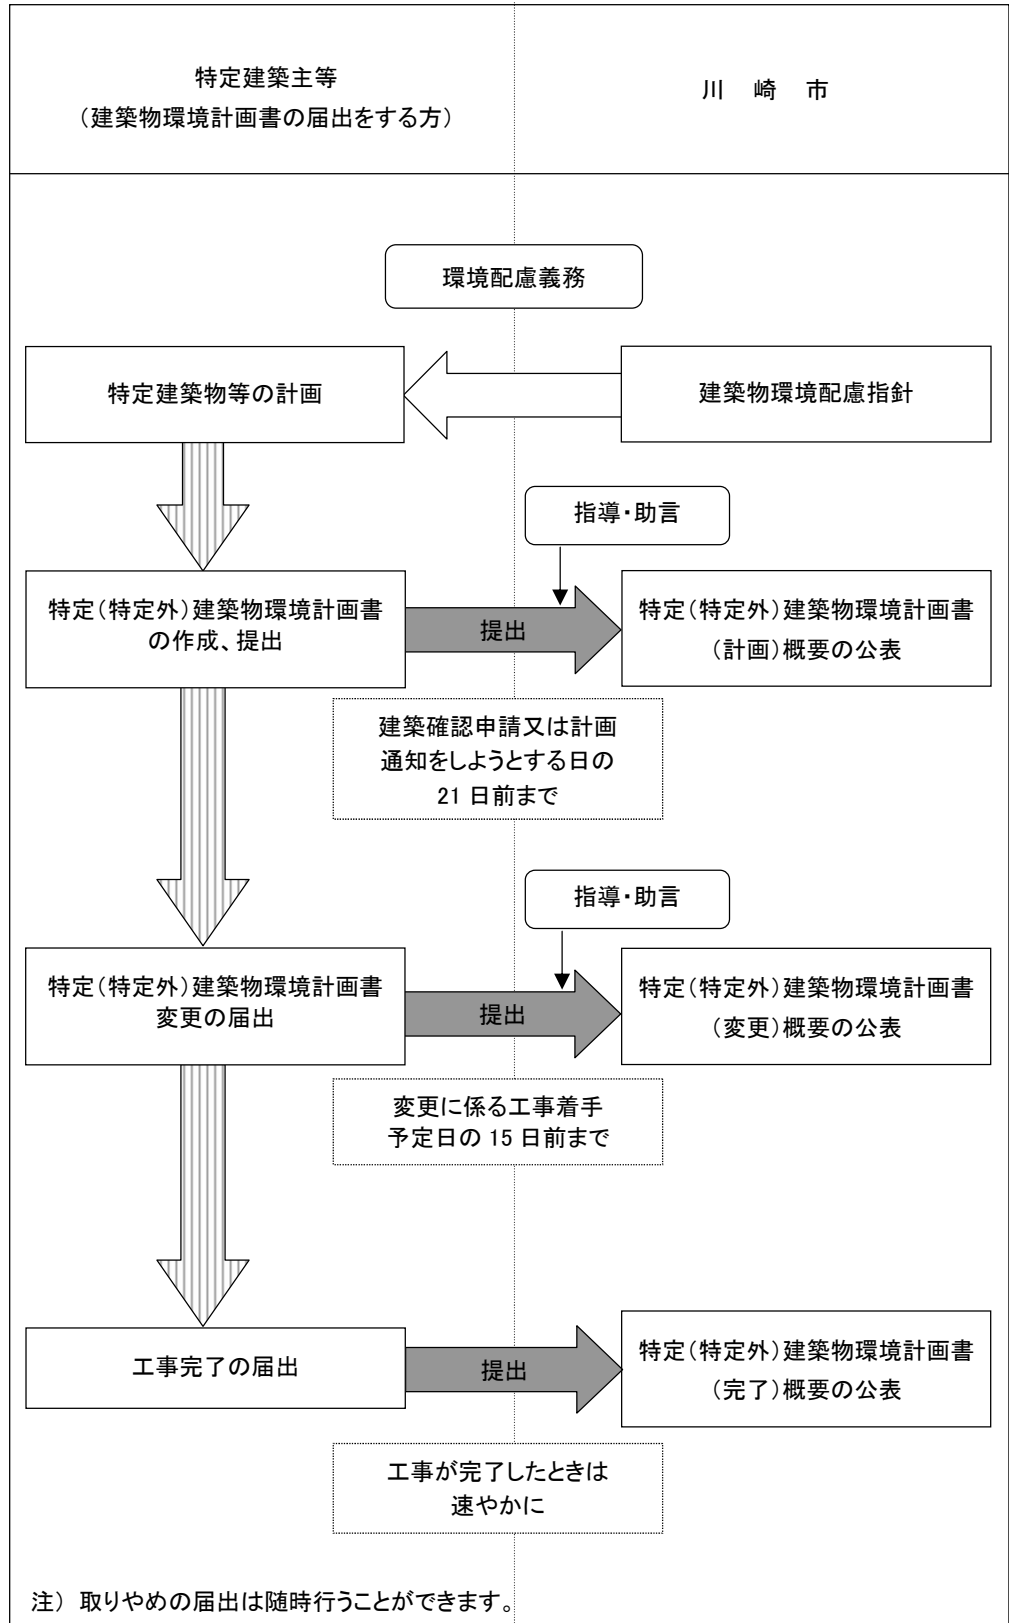 特定建築主等
（建築物環境計画書の届出をする方）
川　崎　市
環境配慮義務
特定建築物等の計画
建築物環境配慮指針
指導・助言
特定（特定外）建築物環境計画書
の作成、提出
提出
特定（特定外）建築物環境計画書
（計画）概要の公表
建築確認申請又は計画
通知をしようとする日の
21 日前まで
指導・助言
特定（特定外）建築物環境計画書
変更の届出
提出
特定（特定外）建築物環境計画書
（変更）概要の公表
変更に係る工事着手
予定日の 15 日前まで
工事完了の届出
提出
特定（特定外）建築物環境計画書
（完了）概要の公表
工事が完了したときは
速やかに
注） 取りやめの届出は随時行うことができます。